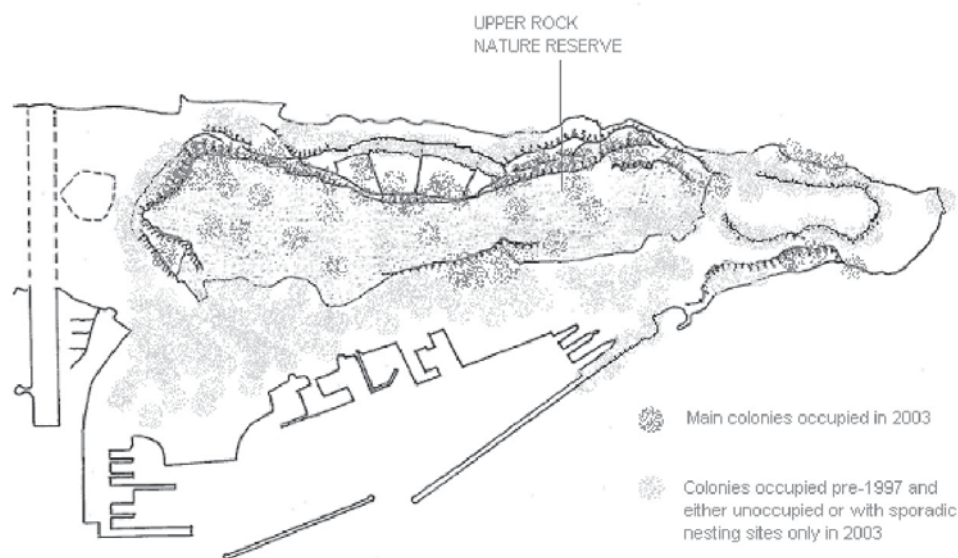 UPPER ROCK
NATURE RESERVE
Main colonies occupied in 2003
Colonies occupied pre-1997 and
either unoccupied or with sporadic
nesting sites only in 2003